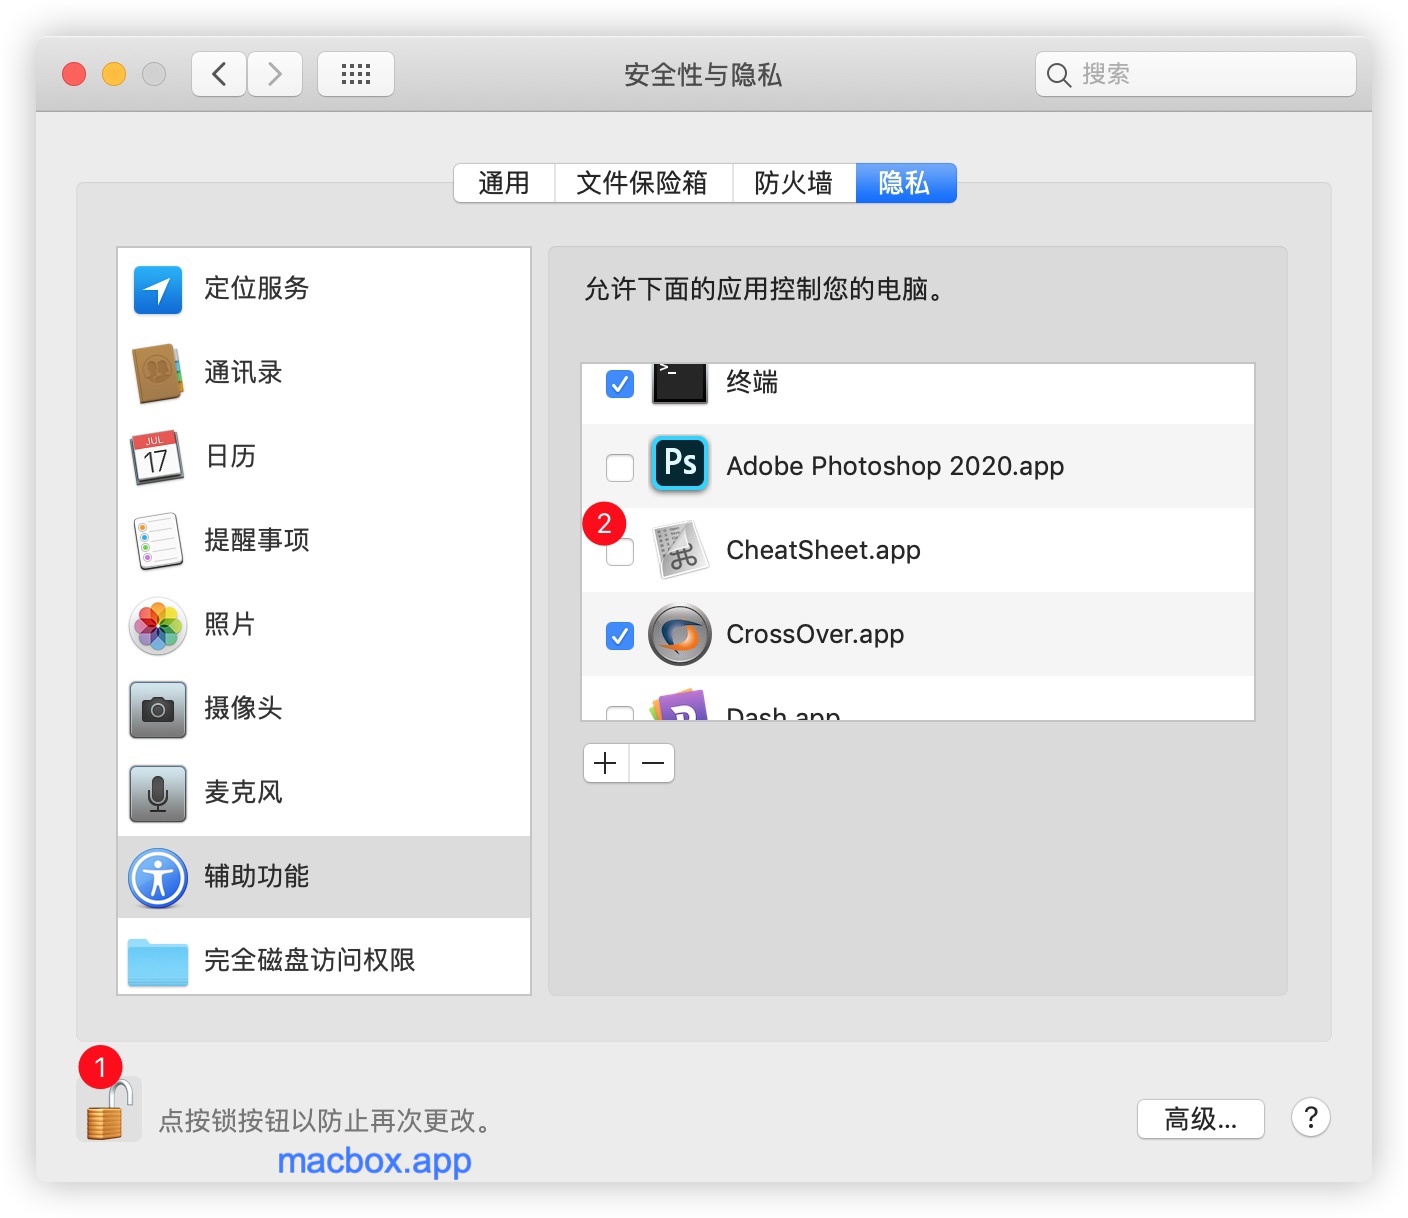 安全性与隐私
搜索
通用
文件保险箱
防火墙
隐私
定位服务
通讯录
JUL
17
日历
提醒事项
照片
摄像头
麦克风
辅助功能
完全磁盘访问权限
允许下面的应用控制您的电脑。
>_
终端
Ps
Adobe Photoshop 2020.app
2
CheatSheet.app
CrossOver.app
Dash.app
1
点按锁按钮以防止再次更改。
高级...
?
macbox.app